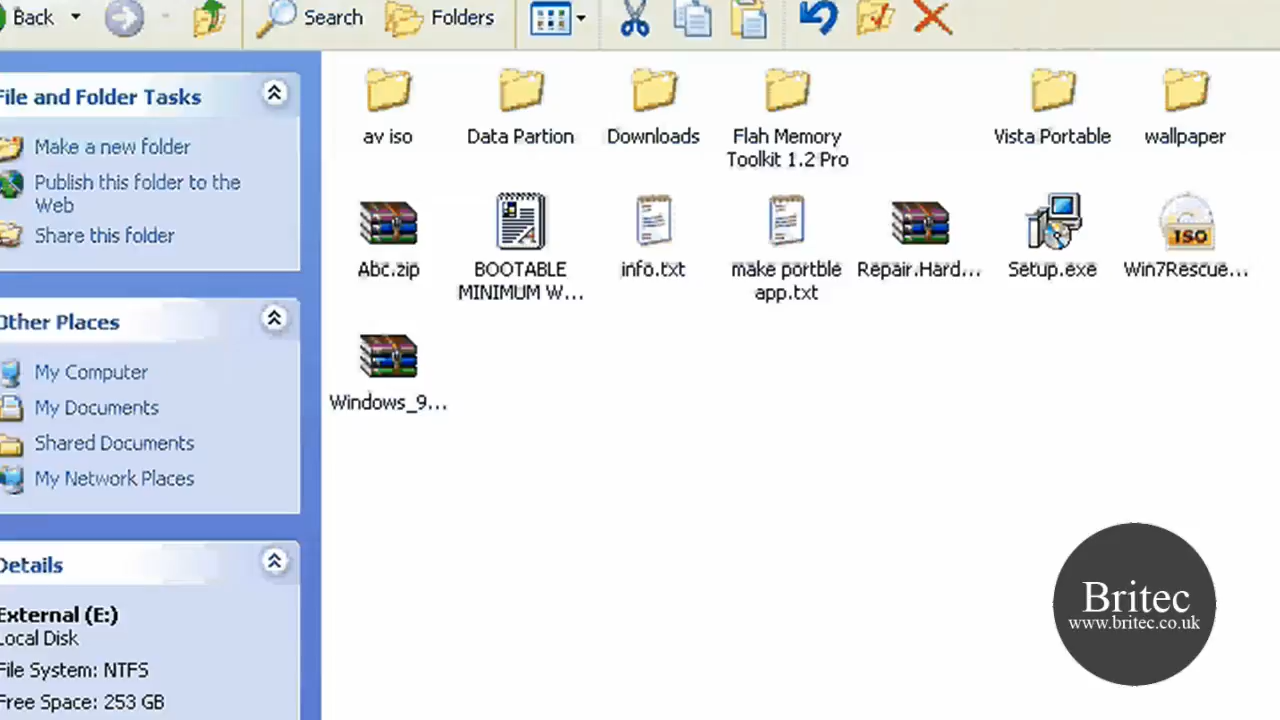 Back
Search
Folders
File and Folder Tasks
Make a new folder
Publish this folder to the
Web
Share this folder
Other Places
My Computer
My Documents
Shared Documents
My Network Places
Details
External (E:)
Local Disk
File System: NTFS
Free Space: 253 GB
av iso
Data Partion
Downloads
Flah Memory
Toolkit 1.2 Pro
Vista Portable
wallpaper
Abc.zip
BOOTABLE
MINIMUM W...
info.txt
make portble
app.txt
Repair.Hard...
Setup.exe
ISO
Win7Rescue...
Windows_9...
Britec
www.britec.co.uk